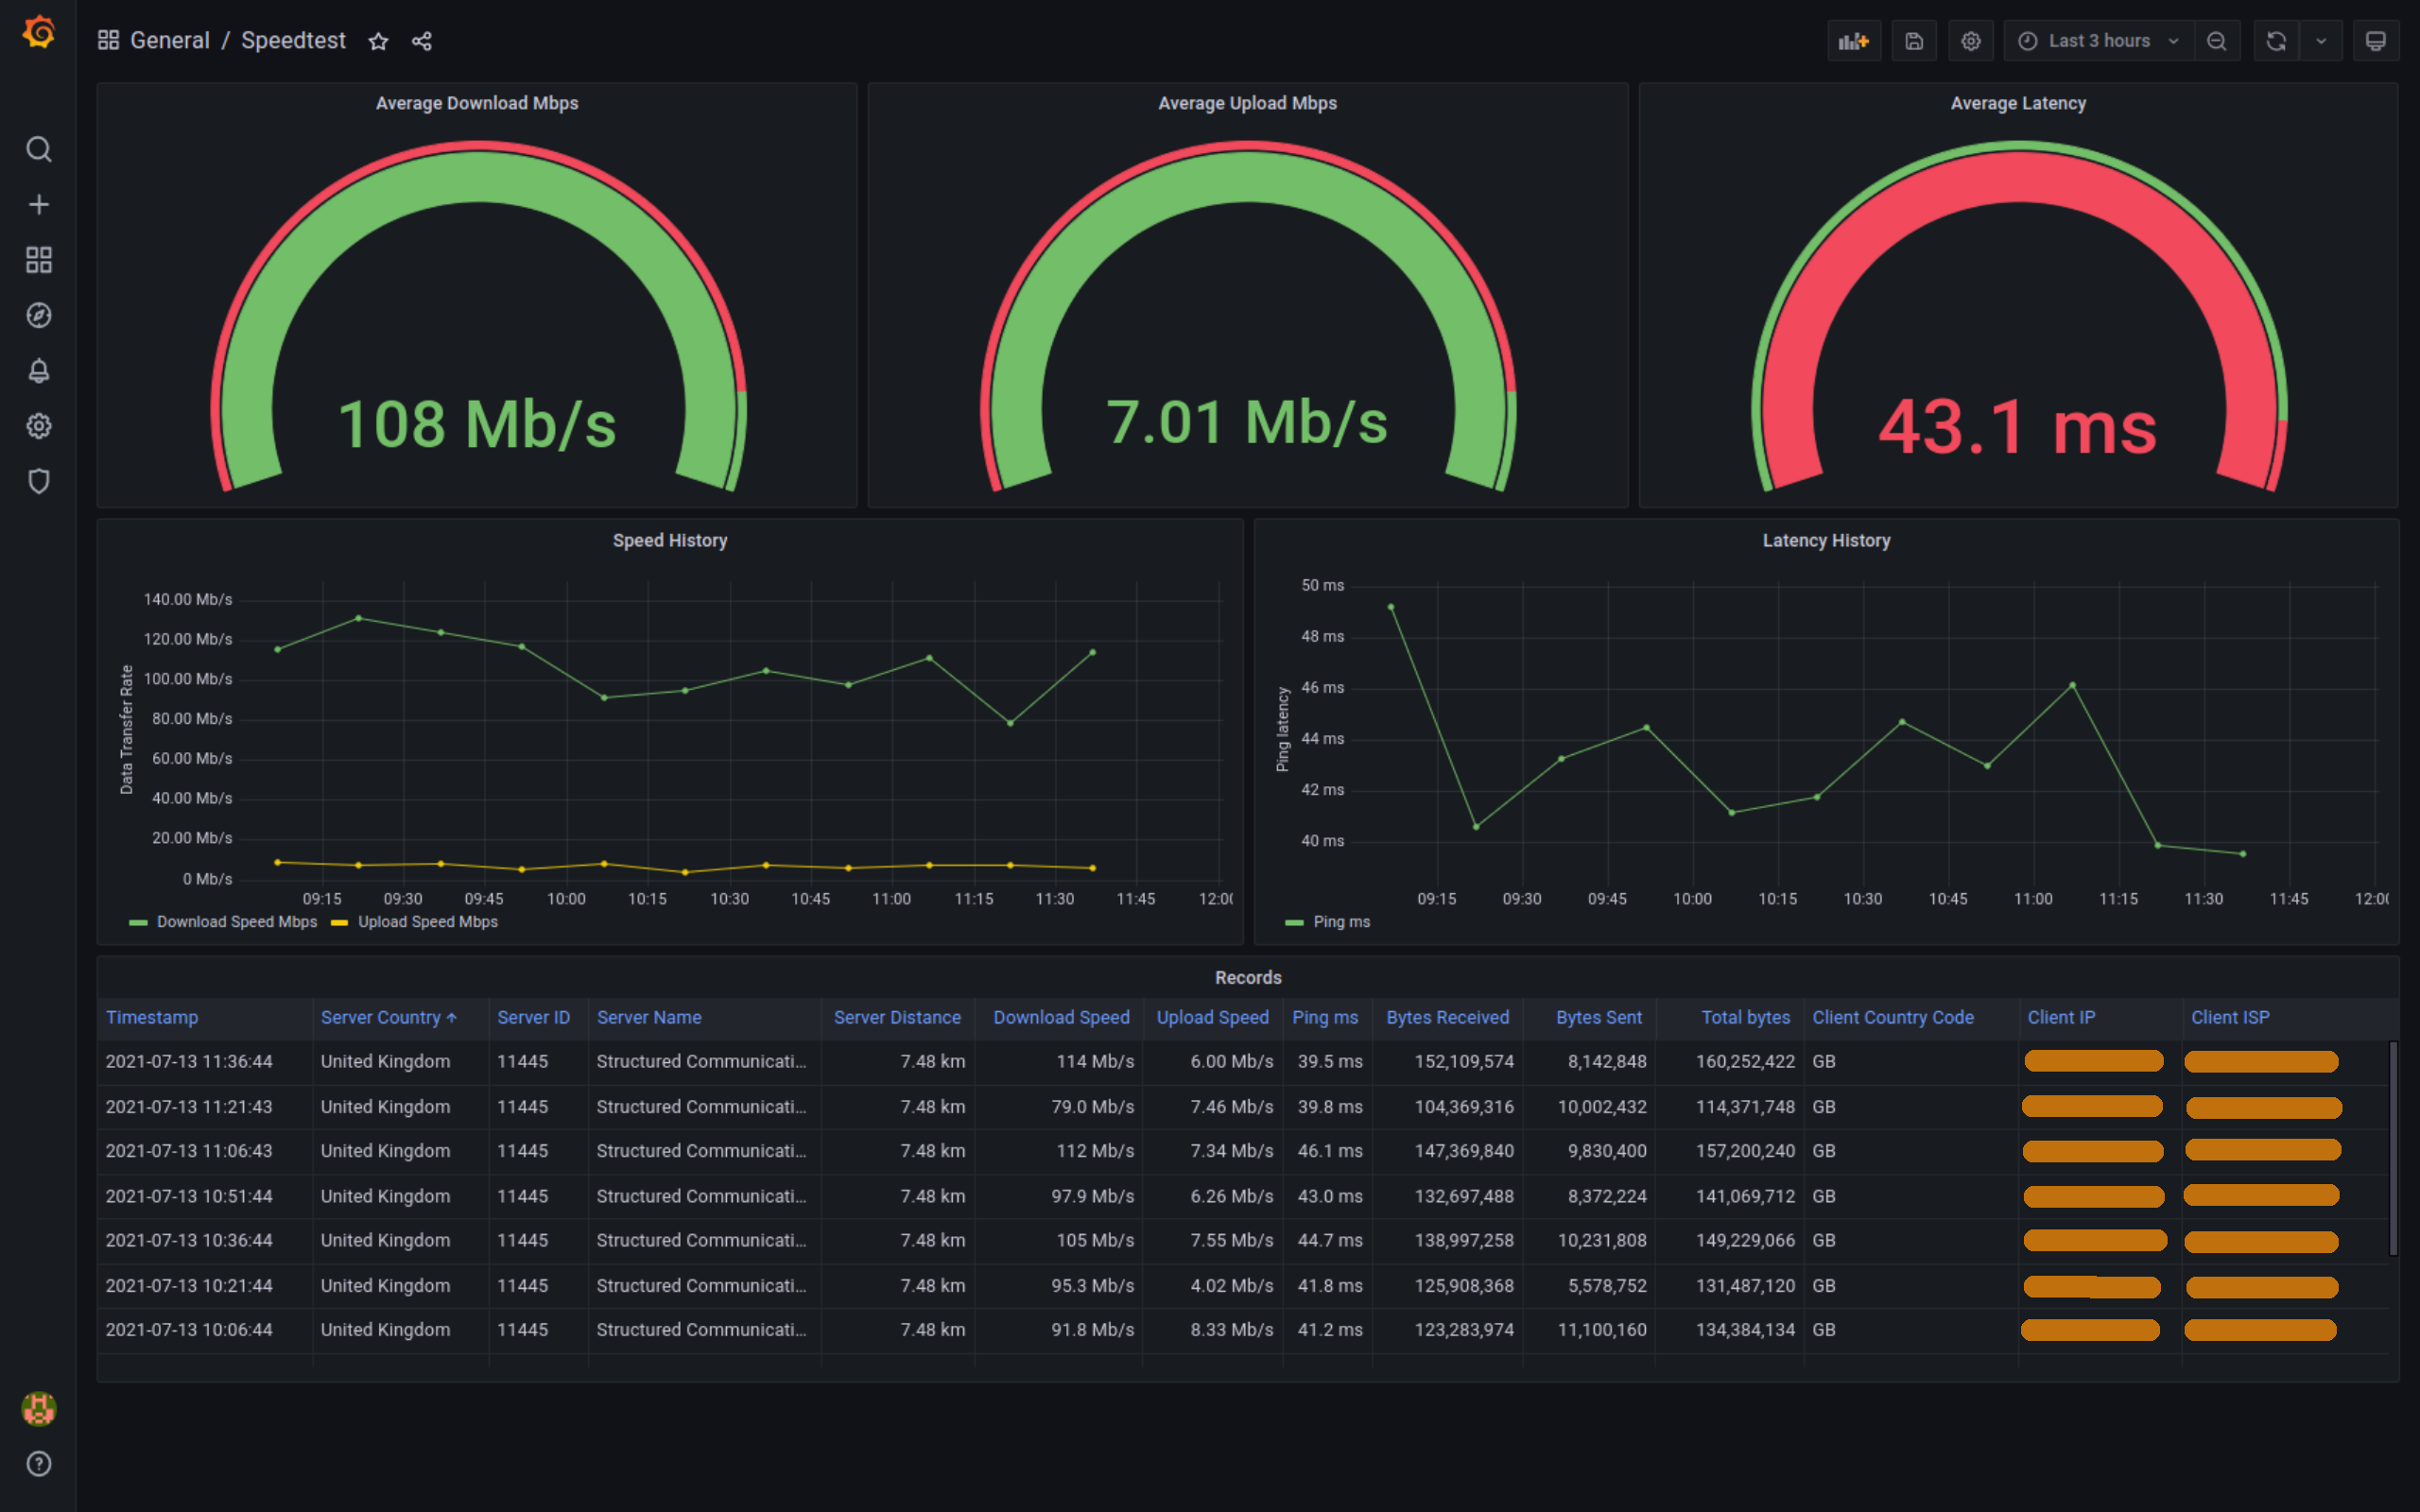 General / Speedtest
Last 3 hours
Average Download Mbps
108 Mb/s
Average Upload Mbps
7.01 Mb/s
Average Latency
43.1 ms
Speed History
Data Transfer Rate
140.00 Mb/s
120.00 Mb/s
100.00 Mb/s
80.00 Mb/s
60.00 Mb/s
40.00 Mb/s
20.00 Mb/s
0 Mb/s
09:15 09:30 09:45 10:00 10:15 10:30 10:45 11:00 11:15 11:30 11:45 12:00
Download Speed Mbps Upload Speed Mbps
Latency History
Ping latency
50 ms
48 ms
46 ms
44 ms
42 ms
40 ms
09:15 09:30 09:45 10:00 10:15 10:30 10:45 11:00 11:15 11:30 11:45 12:00
Ping ms
Records
Timestamp Server Country Server ID Server Name Server Distance Download Speed Upload Speed Ping ms Bytes Received Bytes Sent Total bytes Client Country Code Client IP Client ISP
2021-07-13 11:36:44 United Kingdom 11445 Structured Communicati... 7.48 km 114 Mb/s 6.00 Mb/s 39.5 ms 152,109,574 8,142,848 160,252,422 GB
2021-07-13 11:21:43 United Kingdom 11445 Structured Communicati... 7.48 km 79.0 Mb/s 7.46 Mb/s 39.8 ms 104,369,316 10,002,432 114,371,748 GB
2021-07-13 11:06:43 United Kingdom 11445 Structured Communicati... 7.48 km 112 Mb/s 7.34 Mb/s 46.1 ms 147,369,840 9,830,400 157,200,240 GB
2021-07-13 10:51:44 United Kingdom 11445 Structured Communicati... 7.48 km 97.9 Mb/s 6.26 Mb/s 43.0 ms 132,697,488 8,372,224 141,069,712 GB
2021-07-13 10:36:44 United Kingdom 11445 Structured Communicati... 7.48 km 105 Mb/s 7.55 Mb/s 44.7 ms 138,997,258 10,231,808 149,229,066 GB
2021-07-13 10:21:44 United Kingdom 11445 Structured Communicati... 7.48 km 95.3 Mb/s 4.02 Mb/s 41.8 ms 125,908,368 5,578,752 131,487,120 GB
2021-07-13 10:06:44 United Kingdom 11445 Structured Communicati... 7.48 km 91.8 Mb/s 8.33 Mb/s 41.2 ms 123,283,974 11,100,160 134,384,134 GB